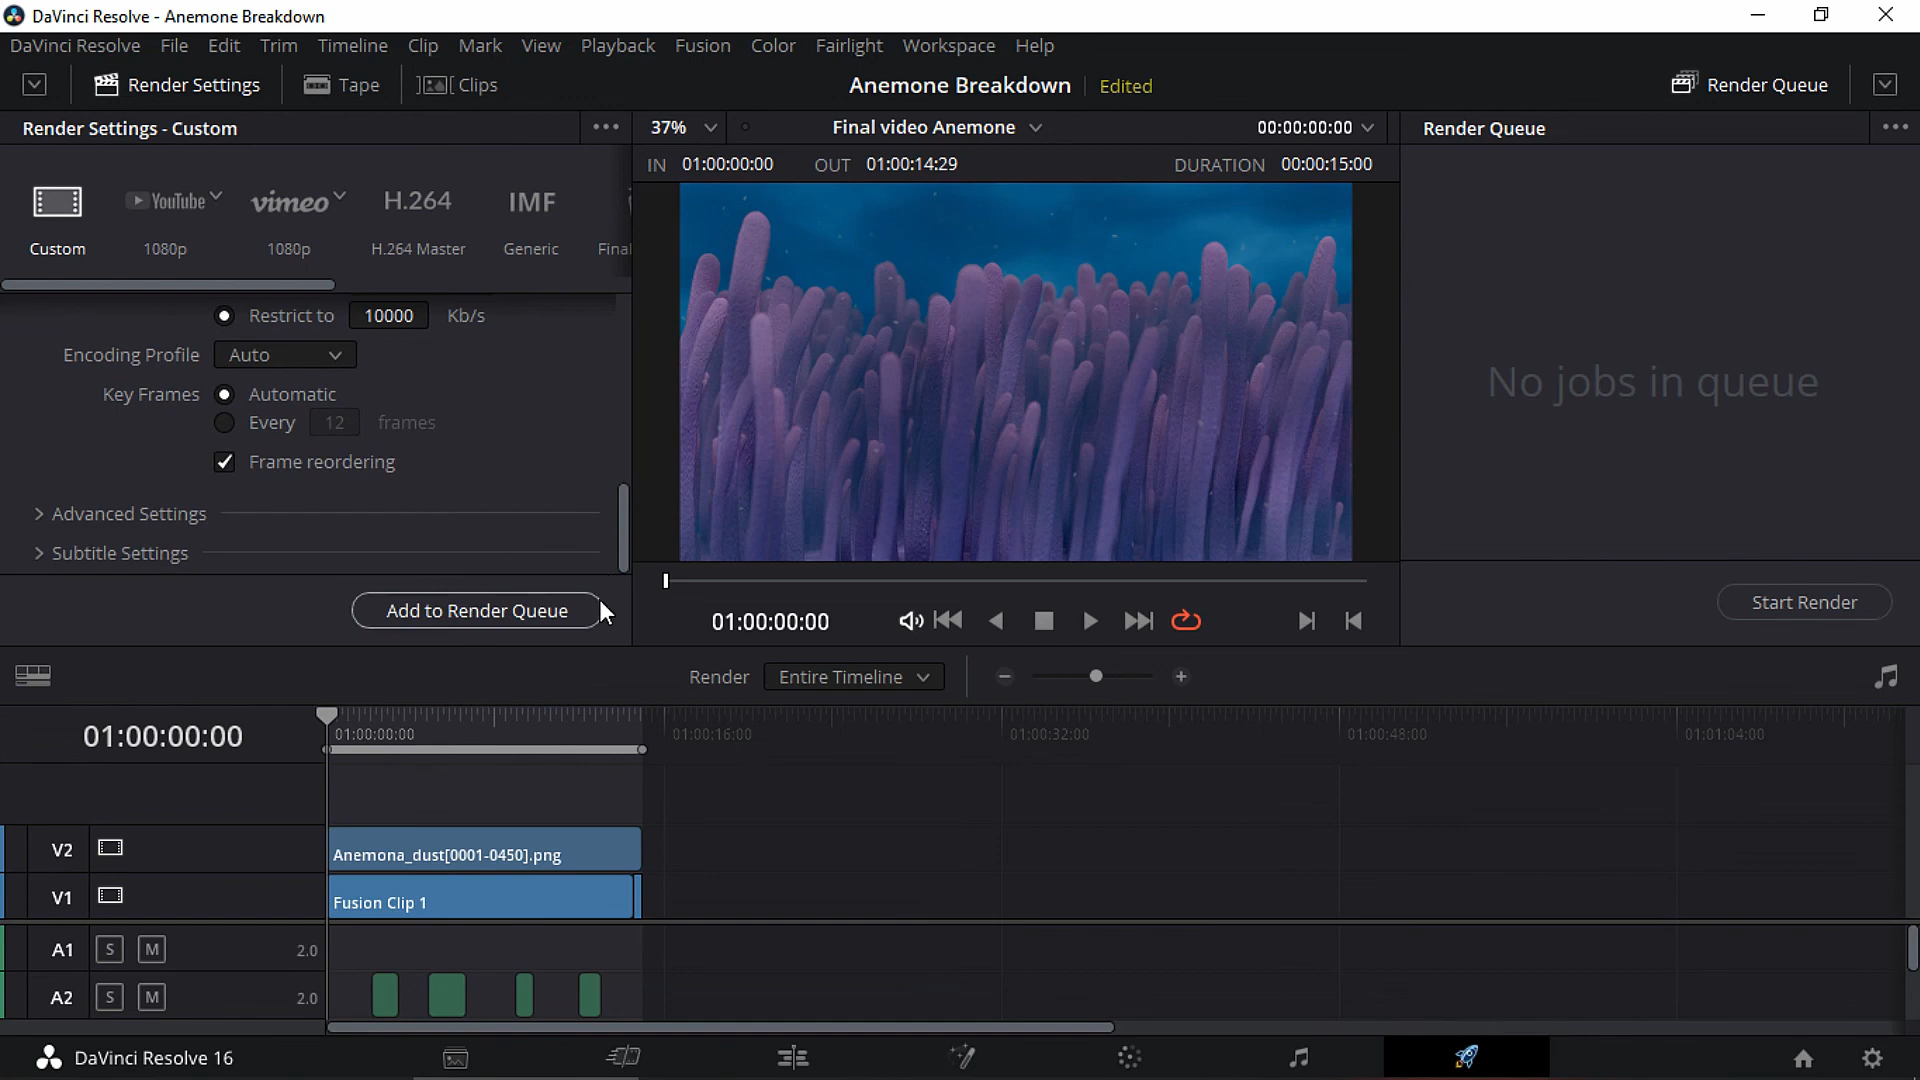 DaVinci Resolve - Anemone Breakdown
DaVinci Resolve File Edit Trim Timeline Clip Mark View Playback Fusion Color Fairlight Workspace Help
Render Settings Tape Clips Anemone Breakdown Edited Render Queue
Render Settings - Custom 37% Final video Anemone 00:00:00:00 Render Queue
IN 01:00:00:00 OUT 01:00:14:29 DURATION 00:00:15:00
YouTube vimeo H.264 IMF
Custom 1080p 1080p H.264 Master Generic Final
Restrict to 10000 Kb/s
Encoding Profile Auto
Key Frames Automatic
Every 12 frames
Frame reordering
No jobs in queue
Advanced Settings
Subtitle Settings
Add to Render Queue
01:00:00:00
Start Render
Render Entire Timeline
01:00:00:00
01:00:00:00 01:00:16:00 01:00:32:00 01:00:48:00 01:01:04:00
V2 Anemona_dust[0001-0450].png
V1 Fusion Clip 1
A1 S M 2.0
A2 S M 2.0
DaVinci Resolve 16